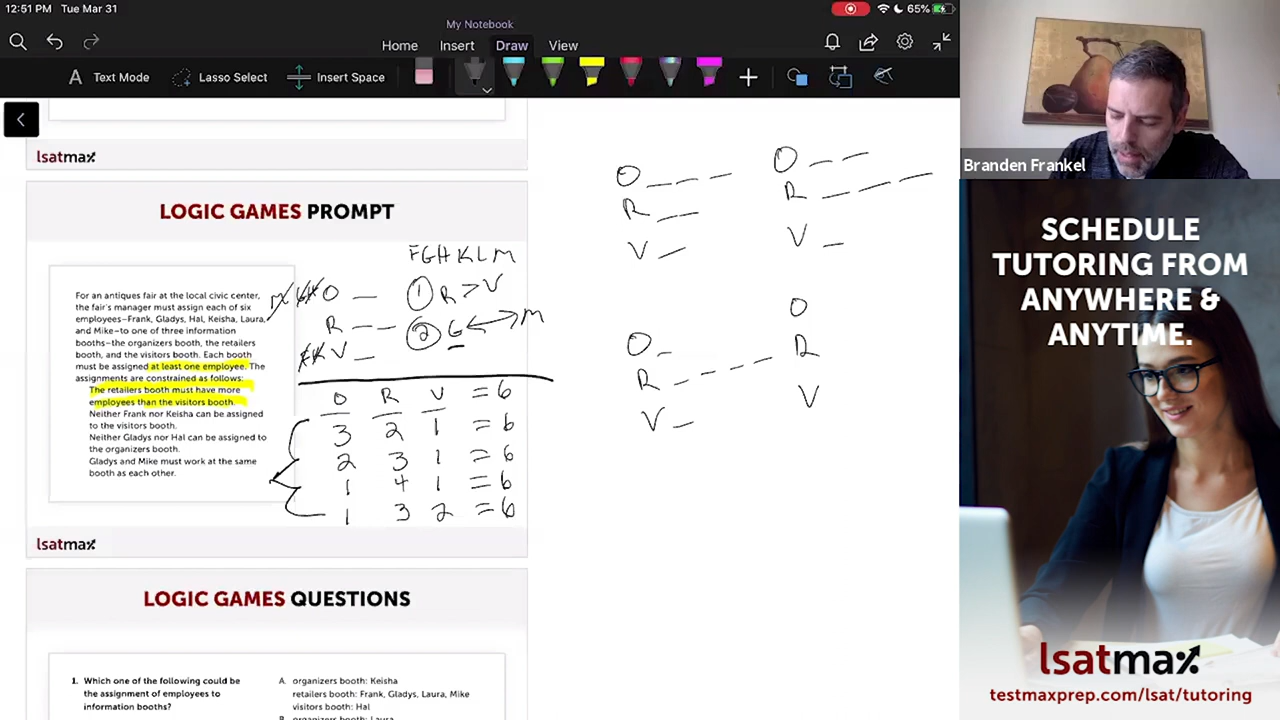 12:51 PM Tue Mar 31
65%
My Notebook
Home Insert Draw View
A Text Mode Lasso Select Insert Space
lsatmax
LOGIC GAMES PROMPT
For an antiques fair at the local civic center,
the fair's manager must assign each of six
employees—Frank, Gladys, Hal, Keisha, Laura,
and Mike—to one of three information
booths—the organizers booth, the retailers
booth, and the visitors booth. Each booth
must be assigned at least one employee. The
assignments are constrained as follows:
The retailers booth must have more
employees than the visitors booth.
Neither Frank nor Keisha can be assigned
to the visitors booth.
Neither Gladys nor Hal can be assigned to
the organizers booth.
Gladys and Mike must work at the same
booth as each other.
FGHKLM
O _ ① R > V
R _ _ ② G ↔ M
V _
O R V = 6
3 2 1 = 6
2 3 1 = 6
1 4 1 = 6
1 3 2 = 6
lsatmax
LOGIC GAMES QUESTIONS
1. Which one of the following could be
the assignment of employees to
information booths?
A. organizers booth: Keisha
retailers booth: Frank, Gladys, Laura, Mike
visitors booth: Hal
B. organizers booth: Laura
O _ _ _
R _ _
V _
O _ _
R _ _ _
V _
O _
R _ _ _ _
V _
O
R
V
Branden Frankel
SCHEDULE
TUTORING FROM
ANYWHERE &
ANYTIME.
lsatmax
testmaxprep.com/lsat/tutoring